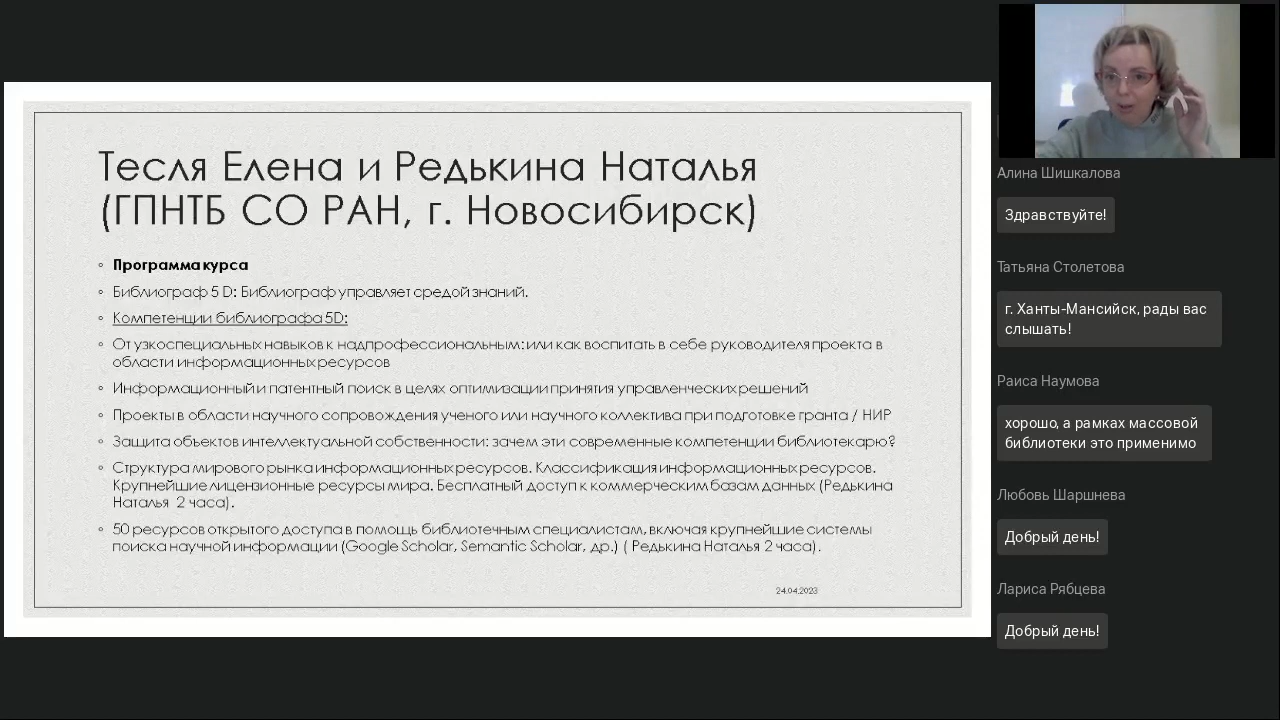 Тесля Елена и Редькина Наталья
(ГПНТБ СО РАН, г. Новосибирск)
Программа курса
Библиограф 5 D: Библиограф управляет средой знаний.
Компетенции библиографа 5D:
От узкоспециальных навыков к надпрофессиональным: или как воспитать в себе руководителя проекта в
области информационных ресурсов
Информационный и патентный поиск в целях оптимизации принятия управленческих решений
Проекты в области научного сопровождения ученого или научного коллектива при подготовке гранта / НИР
Защита объектов интеллектуальной собственности: зачем эти современные компетенции библиотекарю?
Структура мирового рынка информационных ресурсов. Классификация информационных ресурсов.
Крупнейшие лицензионные ресурсы мира. Бесплатный доступ к коммерческим базам данных (Редькина
Наталья 2 часа).
50 ресурсов открытого доступа в помощь библиотечным специалистам, включая крупнейшие системы
поиска научной информации (Google Scholar, Semantic Scholar, др.) ( Редькина Наталья 2 часа).
24.04.2023
Алина Шишкалова
Здравствуйте!
Татьяна Столетова
г. Ханты-Мансийск, рады вас
слышать!
Раиса Наумова
хорошо, а рамках массовой
библиотеки это применимо
Любовь Шаршнева
Добрый день!
Лариса Рябцева
Добрый день!